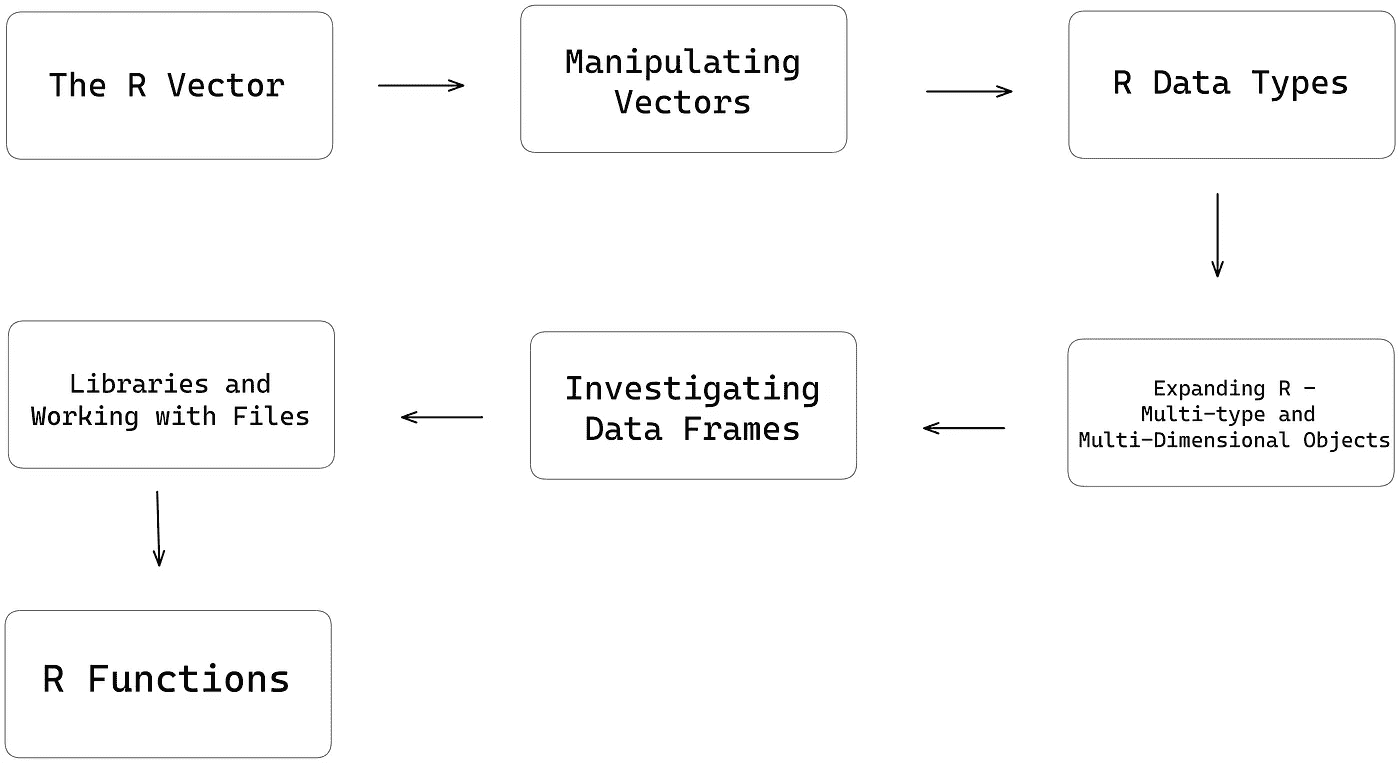 The R Vector
Manipulating
Vectors
R Data Types
Expanding R -
Multi-type and
Multi-Dimensional Objects
Investigating
Data Frames
Libraries and
Working with Files
R Functions